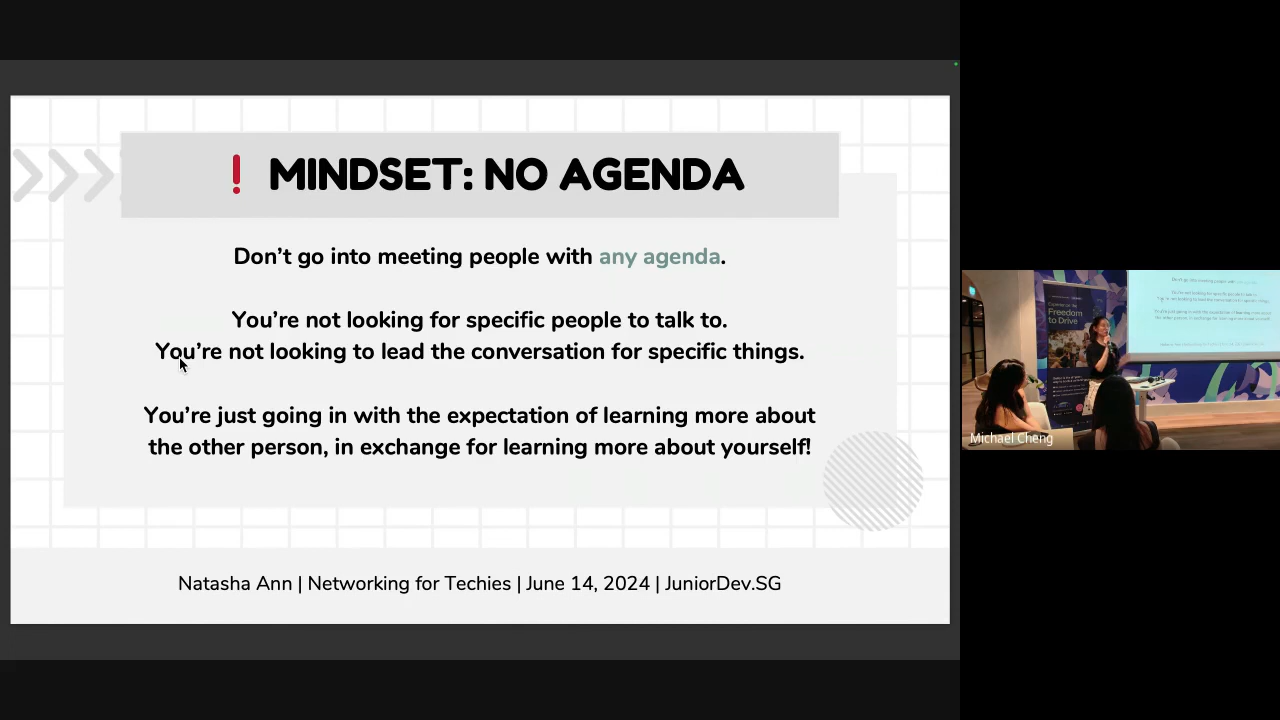 ❗ MINDSET: NO AGENDA
Don't go into meeting people with any agenda.
You're not looking for specific people to talk to.
You're not looking to lead the conversation for specific things.
You're just going in with the expectation of learning more about
the other person, in exchange for learning more about yourself!
Natasha Ann | Networking for Techies | June 14, 2024 | JuniorDev.SG
Freedom
to Drive
Michael Cheng